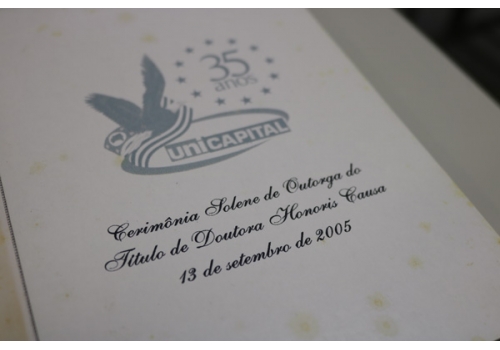 35
anos
UNICAPITAL
Cerimônia Solene de Outorga do
Título de Doutora Honoris Causa
13 de setembro de 2005